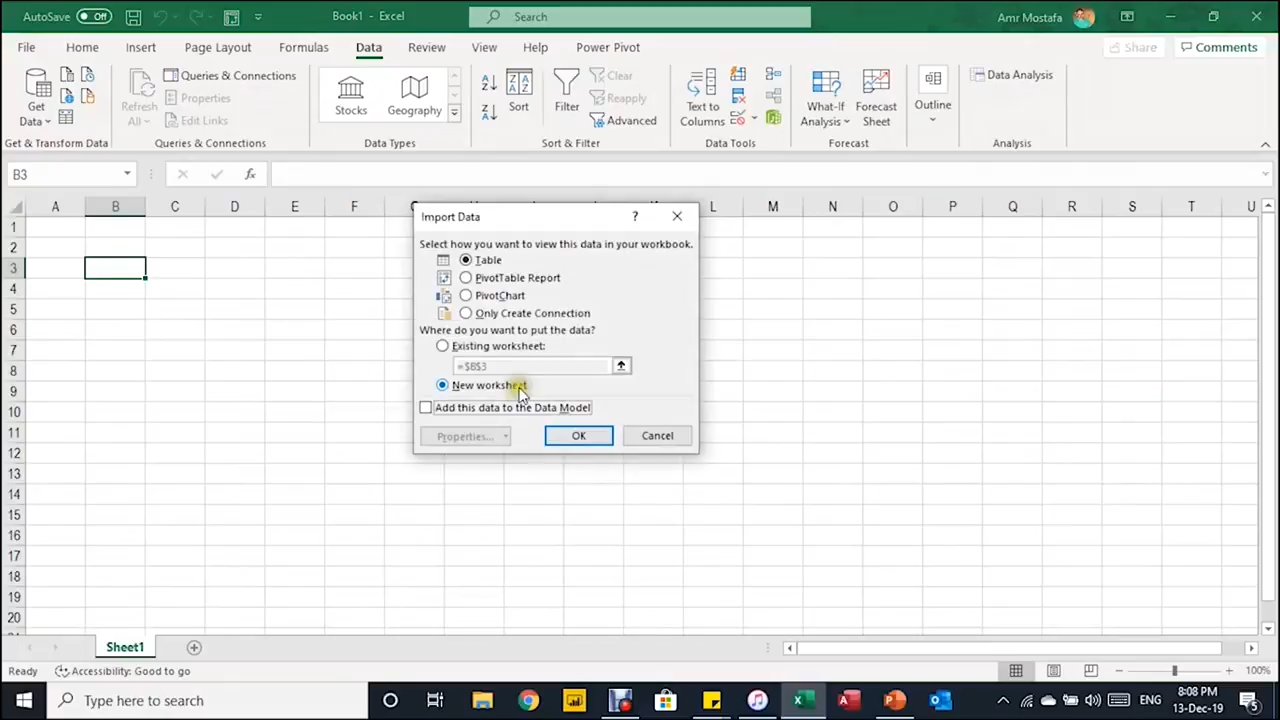 AutoSave Off Book1 - Excel Search Amr Mostafa
File Home Insert Page Layout Formulas Data Review View Help Power Pivot Share Comments
Get Data
Refresh All
Queries & Connections
Properties
Edit Links
Stocks
Geography
Sort
Filter
Clear
Reapply
Advanced
Text to Columns
What-If Analysis
Forecast Sheet
Outline
Data Analysis
Get & Transform Data Queries & Connections Data Types Sort & Filter Data Tools Forecast Analysis
B3 fx
A B C D E F L M N O P Q R S T U
1
2
3
4
5
6
7
8
9
10
11
12
13
14
15
16
17
18
19
20
Import Data ?
Select how you want to view this data in your workbook.
Table
PivotTable Report
PivotChart
Only Create Connection
Where do you want to put the data?
Existing worksheet:
=$B$3
New worksheet
Add this data to the Data Model
Properties... OK Cancel
Sheet1
Ready Accessibility: Good to go 100%
Type here to search ENG 8:08 PM
13-Dec-19 5